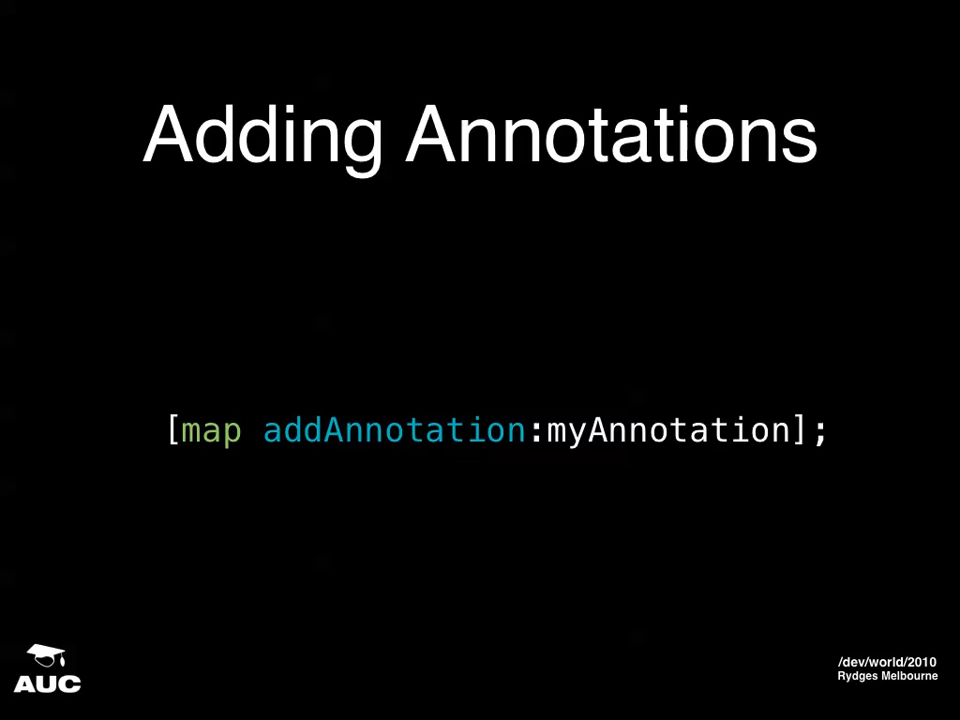 Adding Annotations
[map addAnnotation:myAnnotation];
AUC
/dev/world/2010
Rydges Melbourne